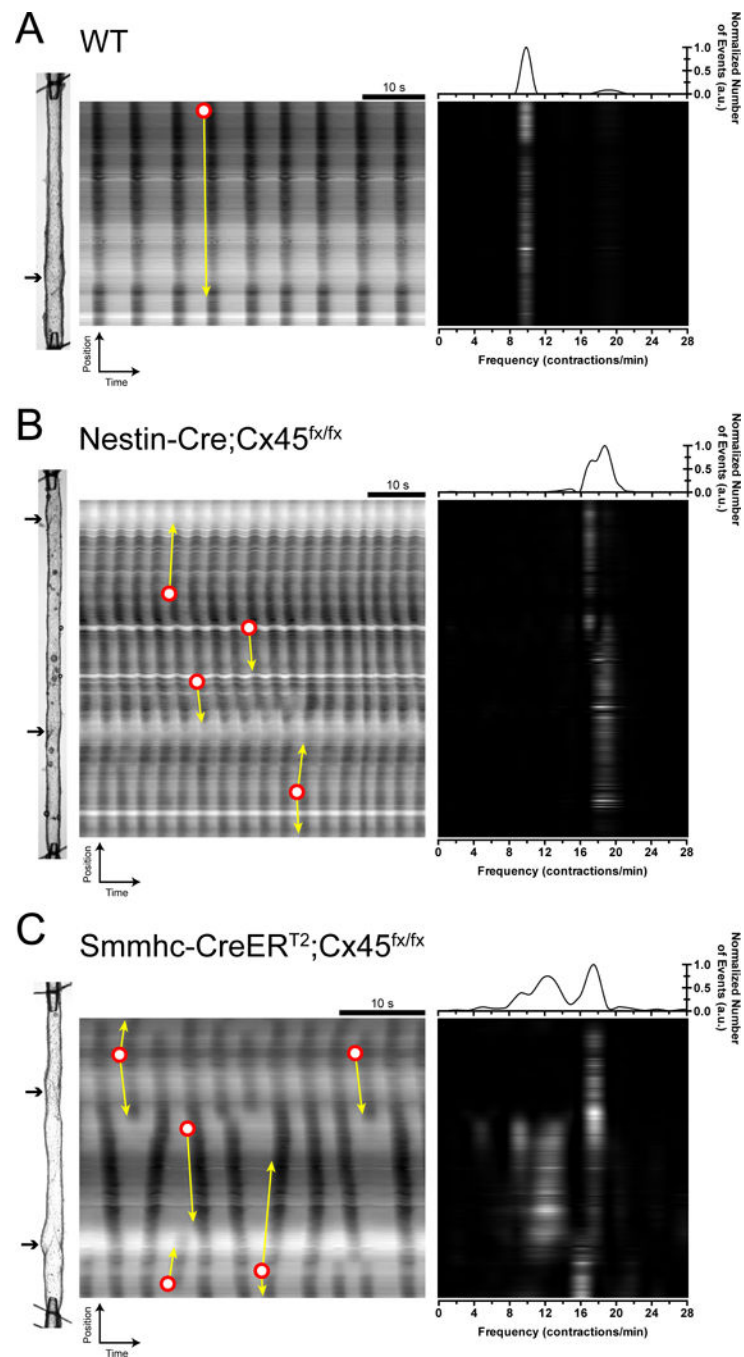 A
WT
10 s
Normalized Number
of Events (a.u.)
1.0
0.5
0.0
Position
Time
0 4 8 12 16 20 24 28
Frequency (contractions/min)
B
Nestin-Cre;Cx45fx/fx
10 s
Normalized Number
of Events (a.u.)
1.0
0.5
0.0
Position
Time
0 4 8 12 16 20 24 28
Frequency (contractions/min)
C
Smmhc-CreERT2;Cx45fx/fx
10 s
Normalized Number
of Events (a.u.)
1.0
0.5
0.0
Position
Time
0 4 8 12 16 20 24 28
Frequency (contractions/min)